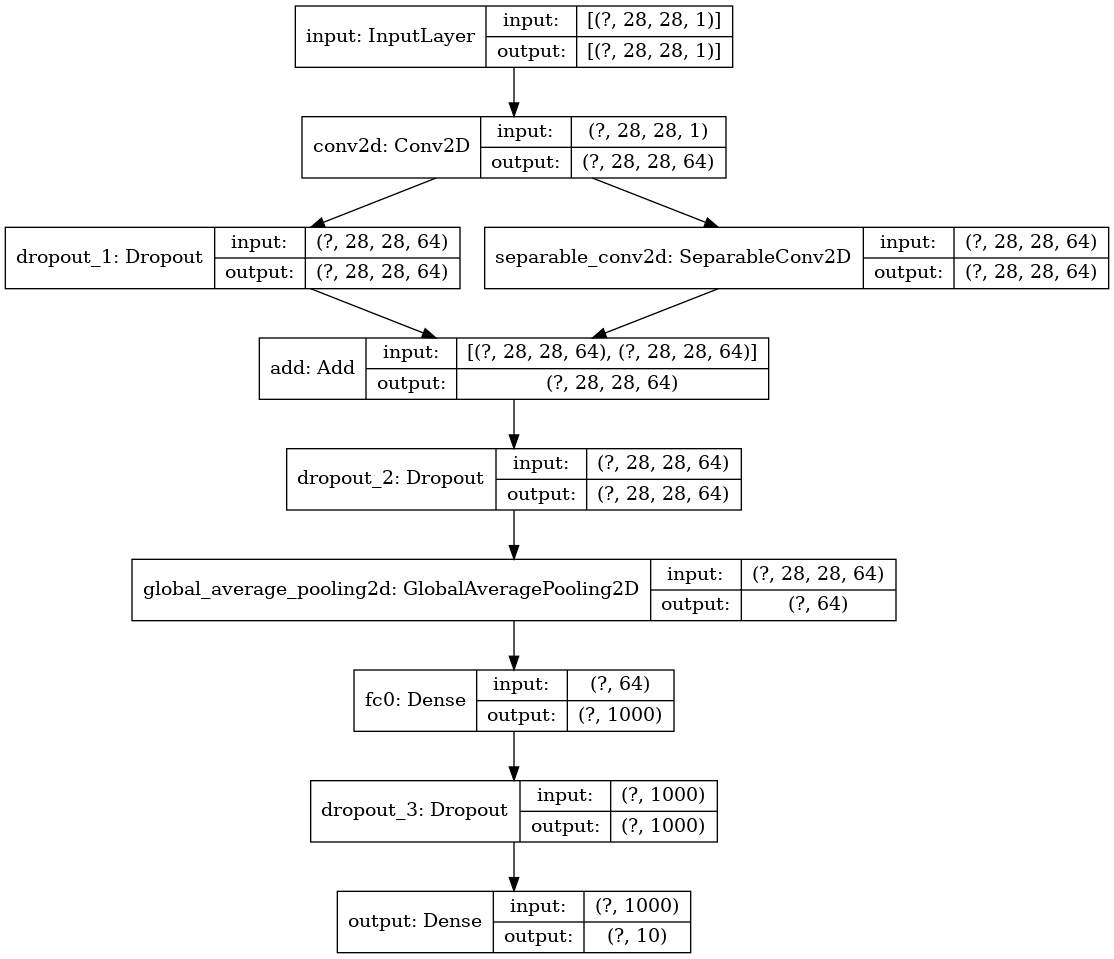 input: InputLayer
input:
[(?, 28, 28, 1)]
output:
[(?, 28, 28, 1)]
conv2d: Conv2D
input:
(?, 28, 28, 1)
output:
(?, 28, 28, 64)
dropout_1: Dropout
input:
(?, 28, 28, 64)
output:
(?, 28, 28, 64)
separable_conv2d: SeparableConv2D
input:
(?, 28, 28, 64)
output:
(?, 28, 28, 64)
add: Add
input:
[(?, 28, 28, 64), (?, 28, 28, 64)]
output:
(?, 28, 28, 64)
dropout_2: Dropout
input:
(?, 28, 28, 64)
output:
(?, 28, 28, 64)
global_average_pooling2d: GlobalAveragePooling2D
input:
(?, 28, 28, 64)
output:
(?, 64)
fc0: Dense
input:
(?, 64)
output:
(?, 1000)
dropout_3: Dropout
input:
(?, 1000)
output:
(?, 1000)
output: Dense
input:
(?, 1000)
output:
(?, 10)